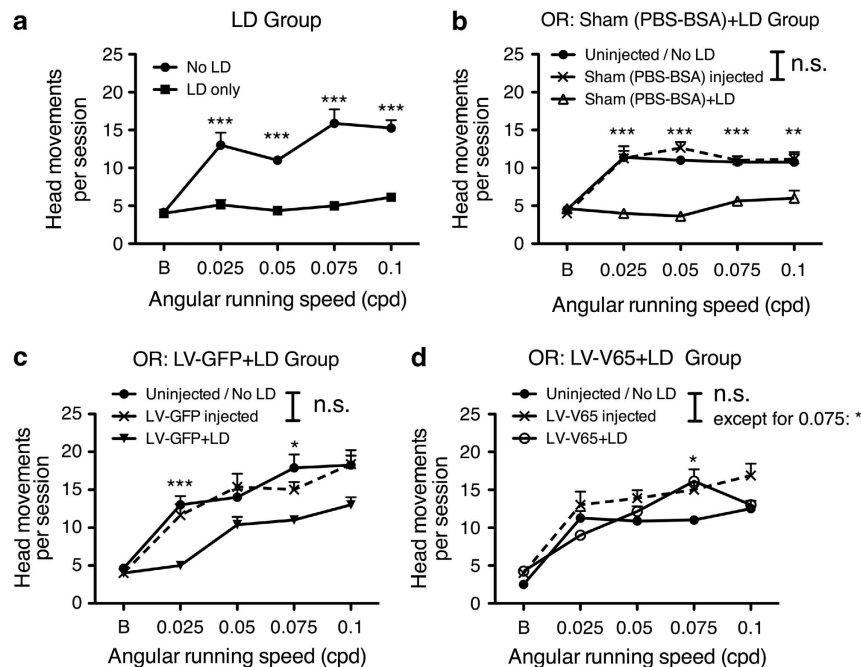 a
LD Group
No LD
LD only
Head movements
per session
25
20
15
10
5
0
***
***
***
***
B
0.025
0.05
0.075
0.1
Angular running speed (cpd)
b
OR: Sham (PBS-BSA)+LD Group
Uninjected / No LD
Sham (PBS-BSA) injected
Sham (PBS-BSA)+LD
n.s.
Head movements
per session
25
20
15
10
5
0
***
***
***
**
B
0.025
0.05
0.075
0.1
Angular running speed (cpd)
c
OR: LV-GFP+LD Group
Uninjected / No LD
LV-GFP injected
LV-GFP+LD
n.s.
Head movements
per session
25
20
15
10
5
0
***
*
B
0.025
0.05
0.075
0.1
Angular running speed (cpd)
d
OR: LV-V65+LD Group
Uninjected / No LD
LV-V65 injected
LV-V65+LD
n.s.
except for 0.075: *
Head movements
per session
25
20
15
10
5
0
*
B
0.025
0.05
0.075
0.1
Angular running speed (cpd)